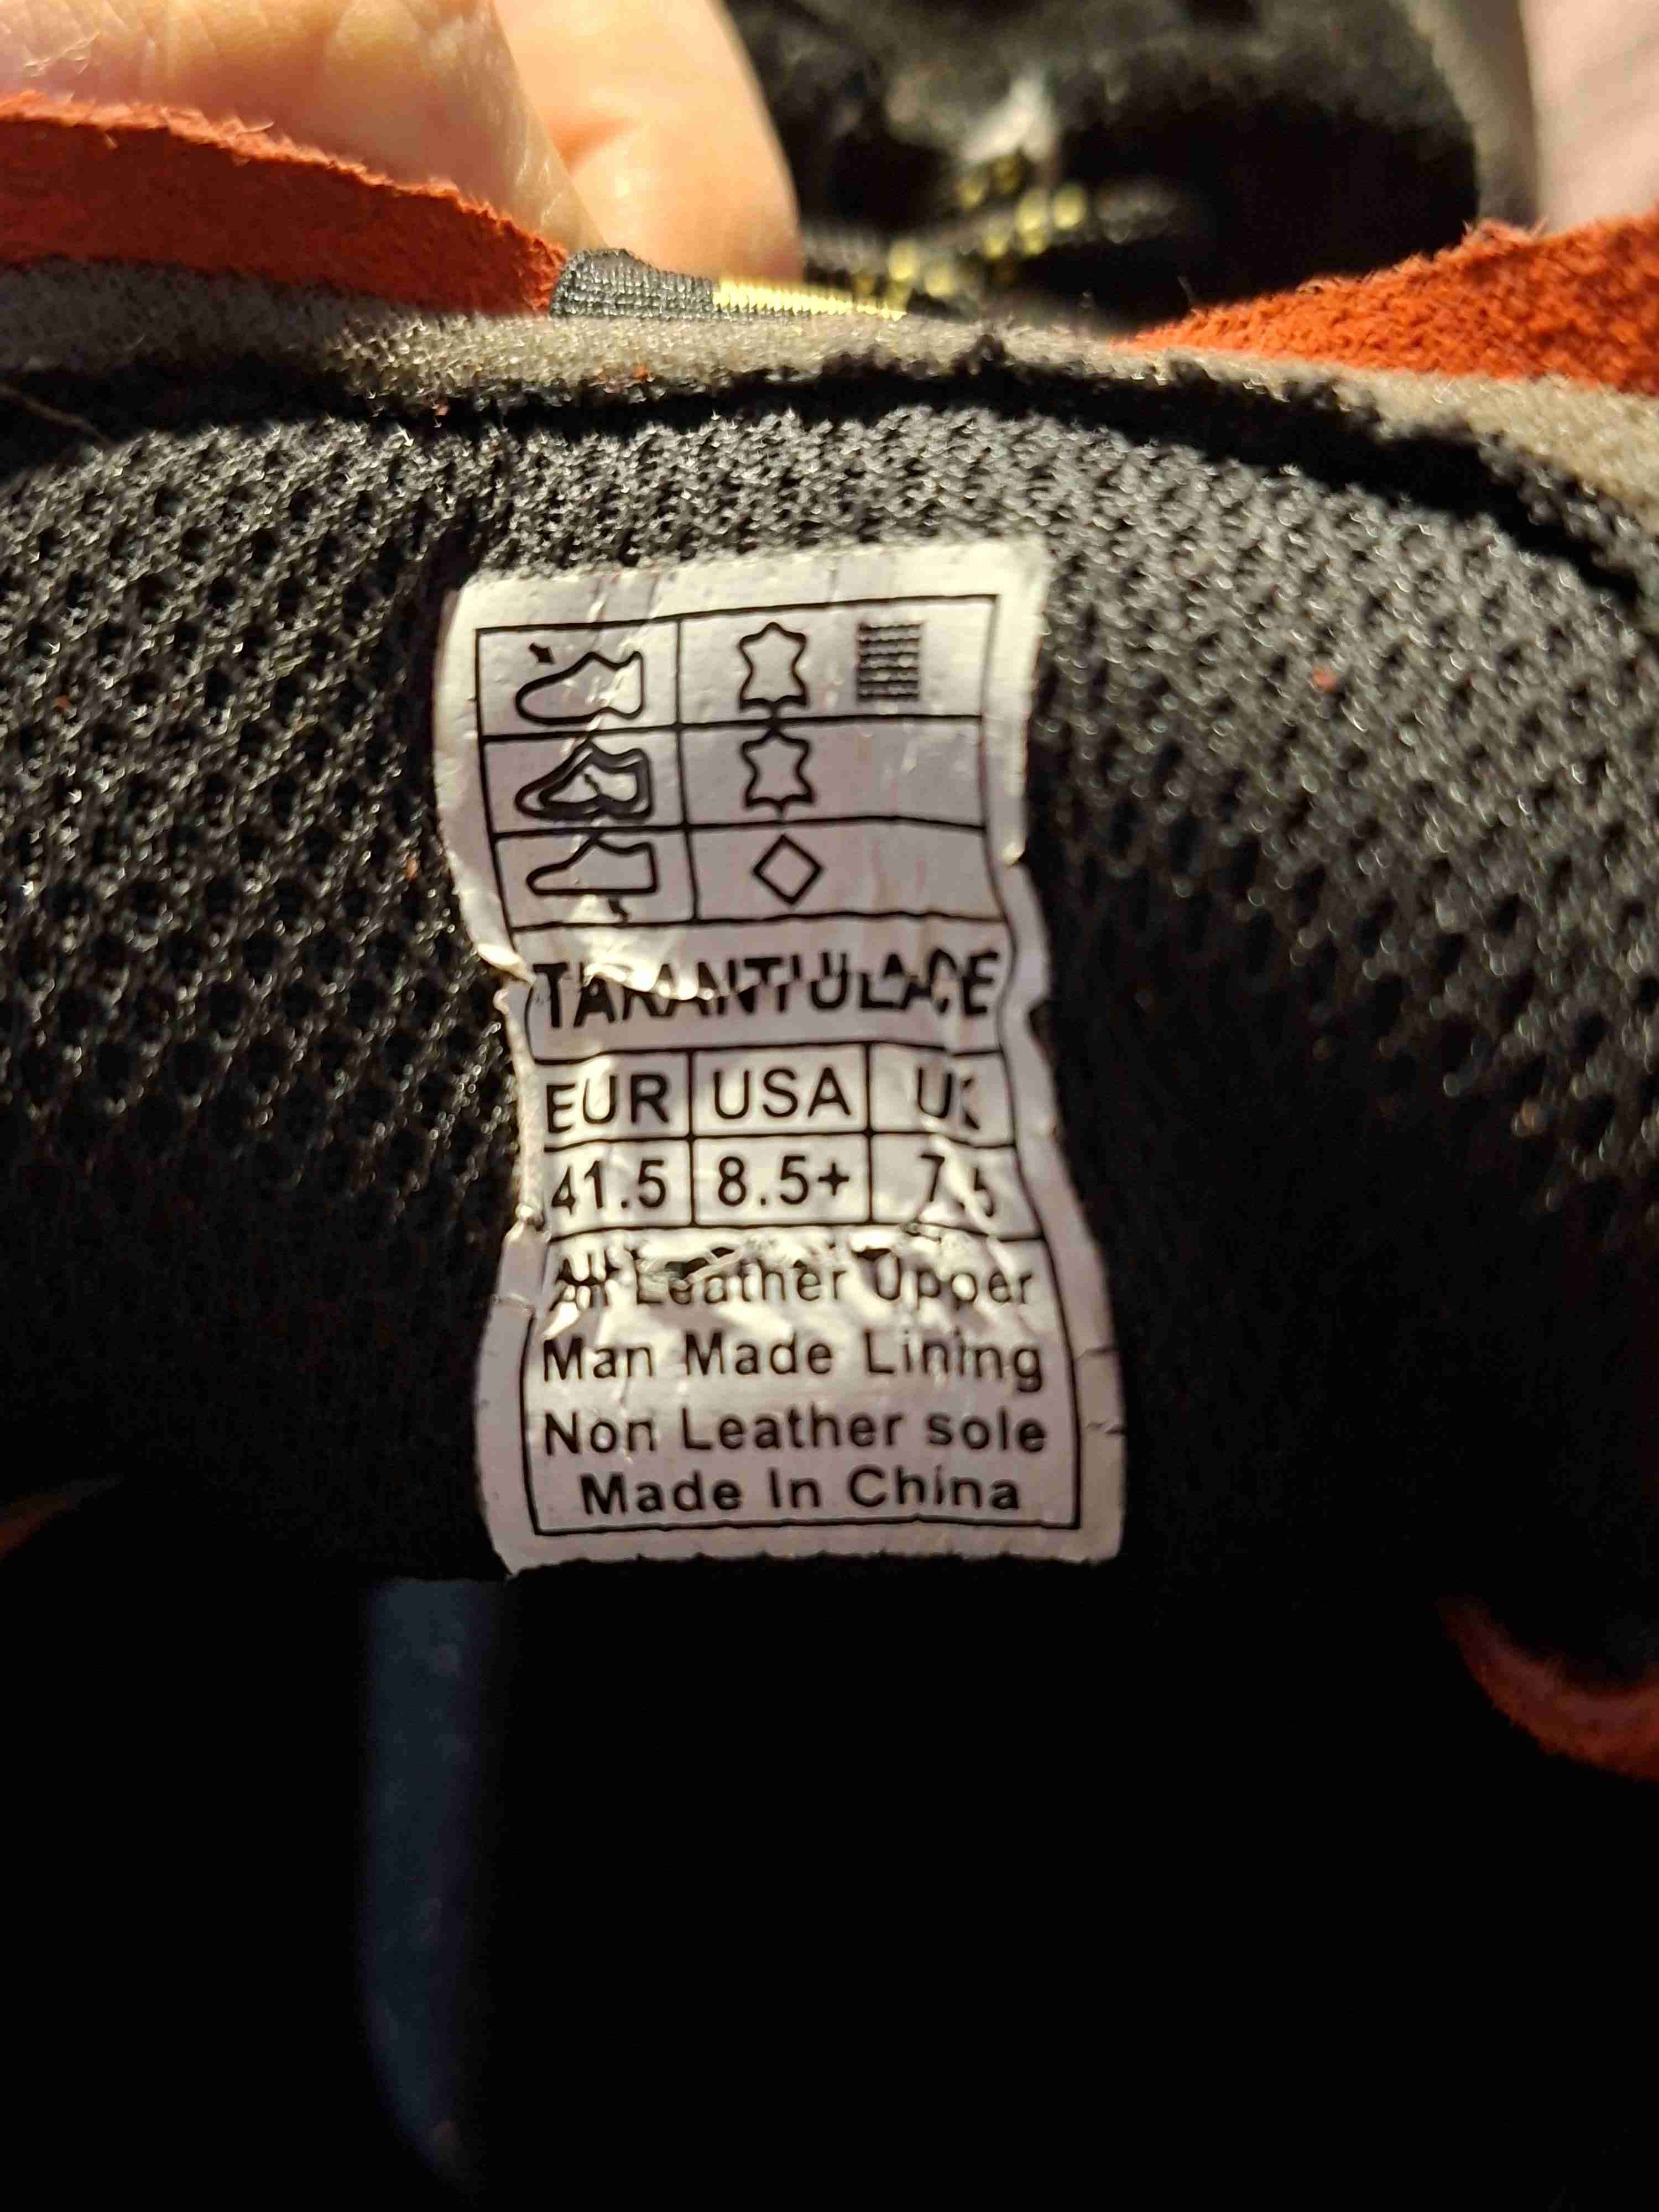 TARANTULACE
EUR USA UK
41.5 8.5+ 7.5
All Leather Upper
Man Made Lining
Non Leather sole
Made In China